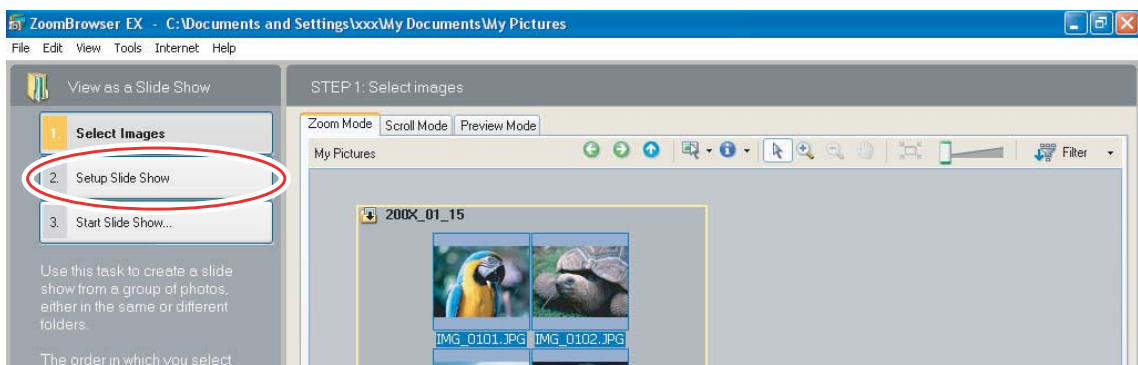 ZoomBrowser EX - C:\Documents and Settings\xxx\My Documents\My Pictures
File Edit View Tools Internet Help
View as a Slide Show
STEP 1: Select images
1. Select Images
2. Setup Slide Show
3. Start Slide Show...
Use this task to create a slide
show from a group of photos,
either in the same or different
folders.
The order in which you select
Zoom Mode Scroll Mode Preview Mode
My Pictures
Filter
200X_01_15
IMG_0101.JPG IMG_0102.JPG